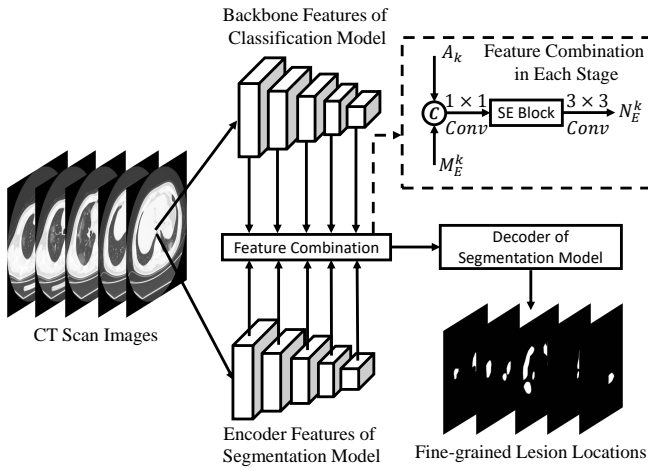 Backbone Features of
Classification Model
Feature Combination
in Each Stage
A_k
C
1 × 1
Conv
SE Block
3 × 3
Conv
N_E^k
M_E^k
Feature Combination
Decoder of
Segmentation Model
CT Scan Images
Encoder Features of
Segmentation Model
Fine-grained Lesion Locations